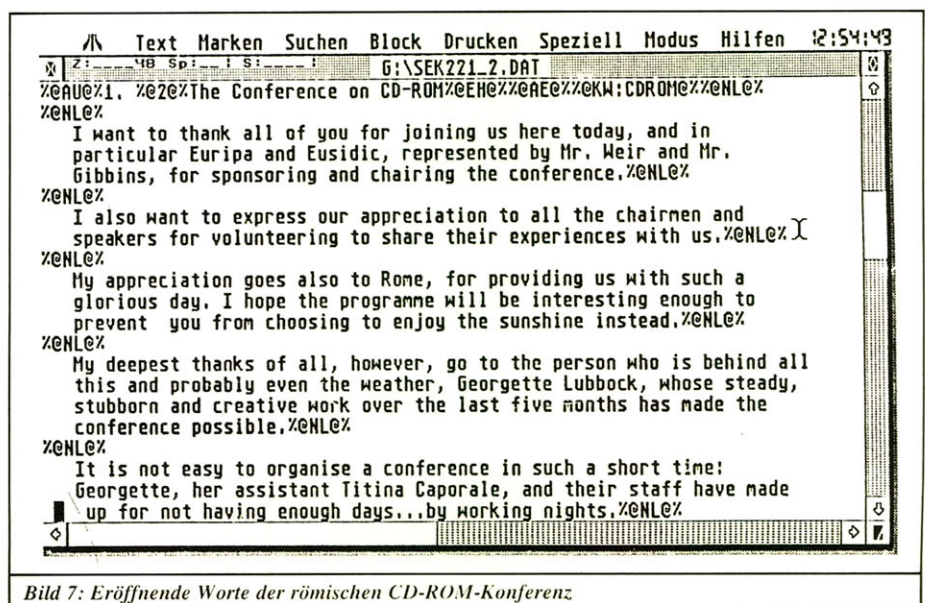 Text Marken Suchen Block Drucken Speziell Modus Hilfen 12:54:43
Z:____48 Sp:__! S:____! G:\SEK221_2.DAT
%@AU@%1. %@2@%The Conference on CD-ROM%@EH@%%@AE@%%@KW:CDROM@%%@NL@%
%@NL@%
I want to thank all of you for joining us here today, and in
particular Euripa and Eusidic, represented by Mr. Weir and Mr.
Gibbins, for sponsoring and chairing the conference.%@NL@%
%@NL@%
I also want to express our appreciation to all the chairmen and
speakers for volunteering to share their experiences with us.%@NL@%
%@NL@%
My appreciation goes also to Rome, for providing us with such a
glorious day. I hope the programme will be interesting enough to
prevent  you from choosing to enjoy the sunshine instead.%@NL@%
%@NL@%
My deepest thanks of all, however, go to the person who is behind all
this and probably even the weather, Georgette Lubbock, whose steady,
stubborn and creative work over the last five months has made the
conference possible.%@NL@%
%@NL@%
It is not easy to organise a conference in such a short time:
Georgette, her assistant Titina Caporale, and their staff have made
up for not having enough days...by working nights.%@NL@%
Bild 7: Eröffnende Worte der römischen CD-ROM-Konferenz